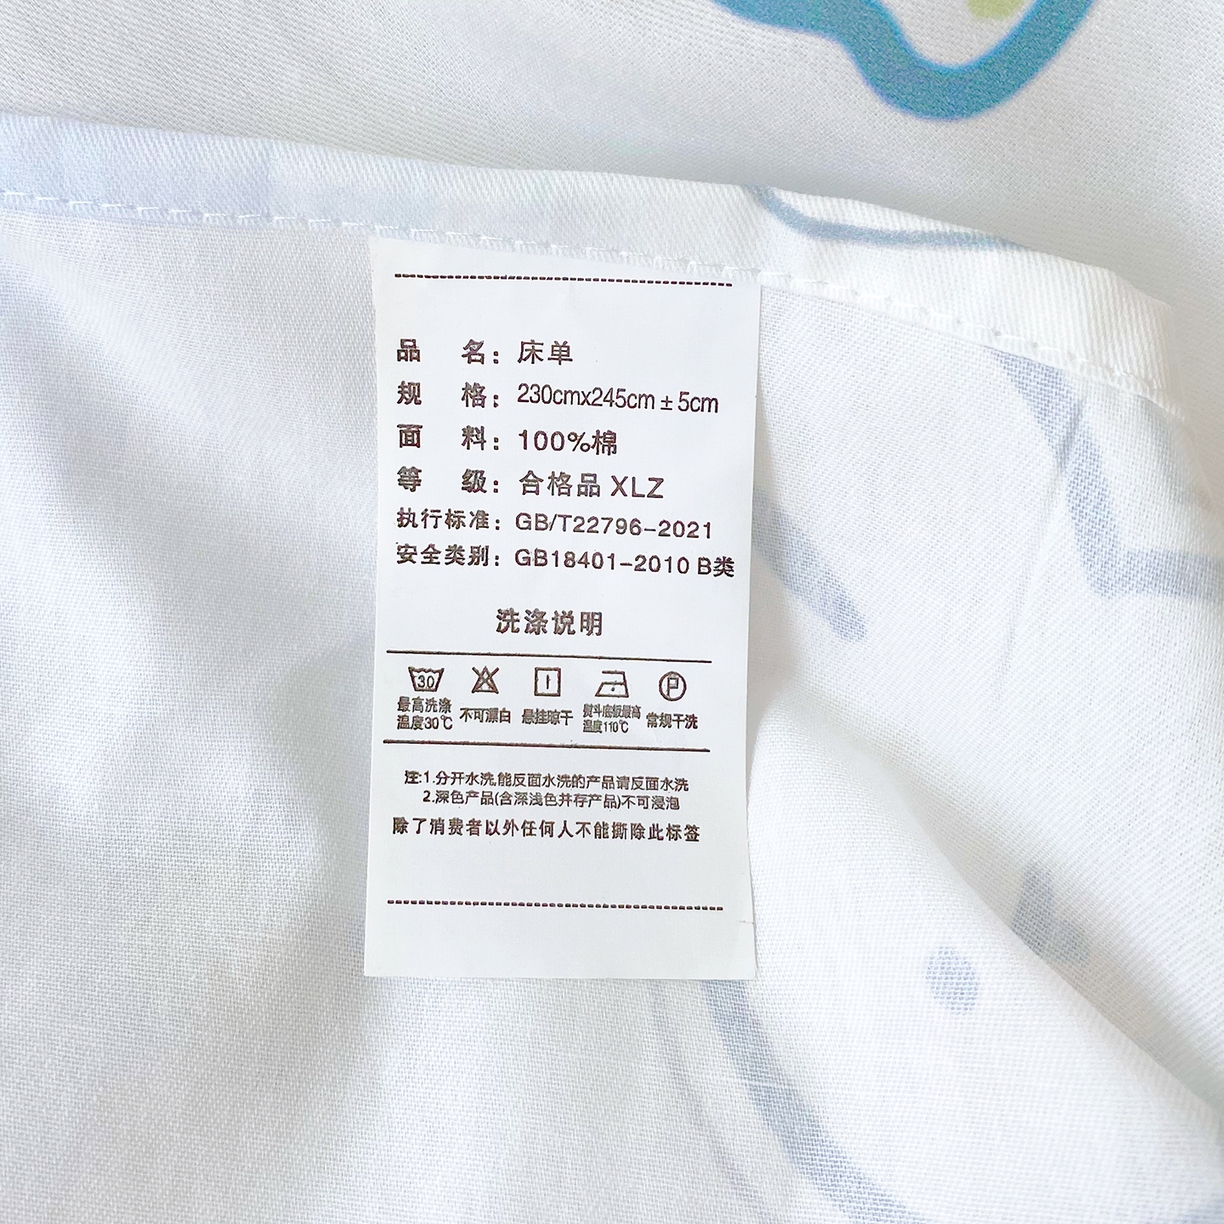 品 名：床单
规 格：230cmx245cm±5cm
面 料：100%棉
等 级：合格品 XLZ
执行标准：GB/T22796-2021
安全类别：GB18401-2010 B类
洗涤说明
30
P
最高洗涤 不可漂白 悬挂晾干 熨斗底板最高 常规干洗
温度30℃ 温度110℃
注:1.分开水洗,能反面水洗的产品请反面水洗
2.深色产品(含深浅色并存产品)不可浸泡
除了消费者以外任何人不能撕除此标签